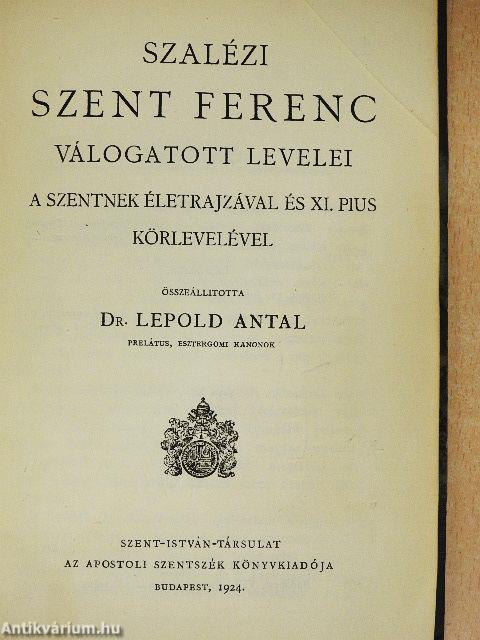 SZALÉZI
SZENT FERENC
VÁLOGATOTT LEVELEI
A SZENTNEK ÉLETRAJZÁVAL ÉS XI. PIUS
KÖRLEVELÉVEL
ÖSSZEÁLLITOTTA
DR. LEPOLD ANTAL
PRELÁTUS, ESZTERGOMI KANONOK
SZENT-ISTVÁN-TÁRSULAT
AZ APOSTOLI SZENTSZÉK KÖNYVKIADÓJA
BUDAPEST, 1924.
Antikvárium.hu